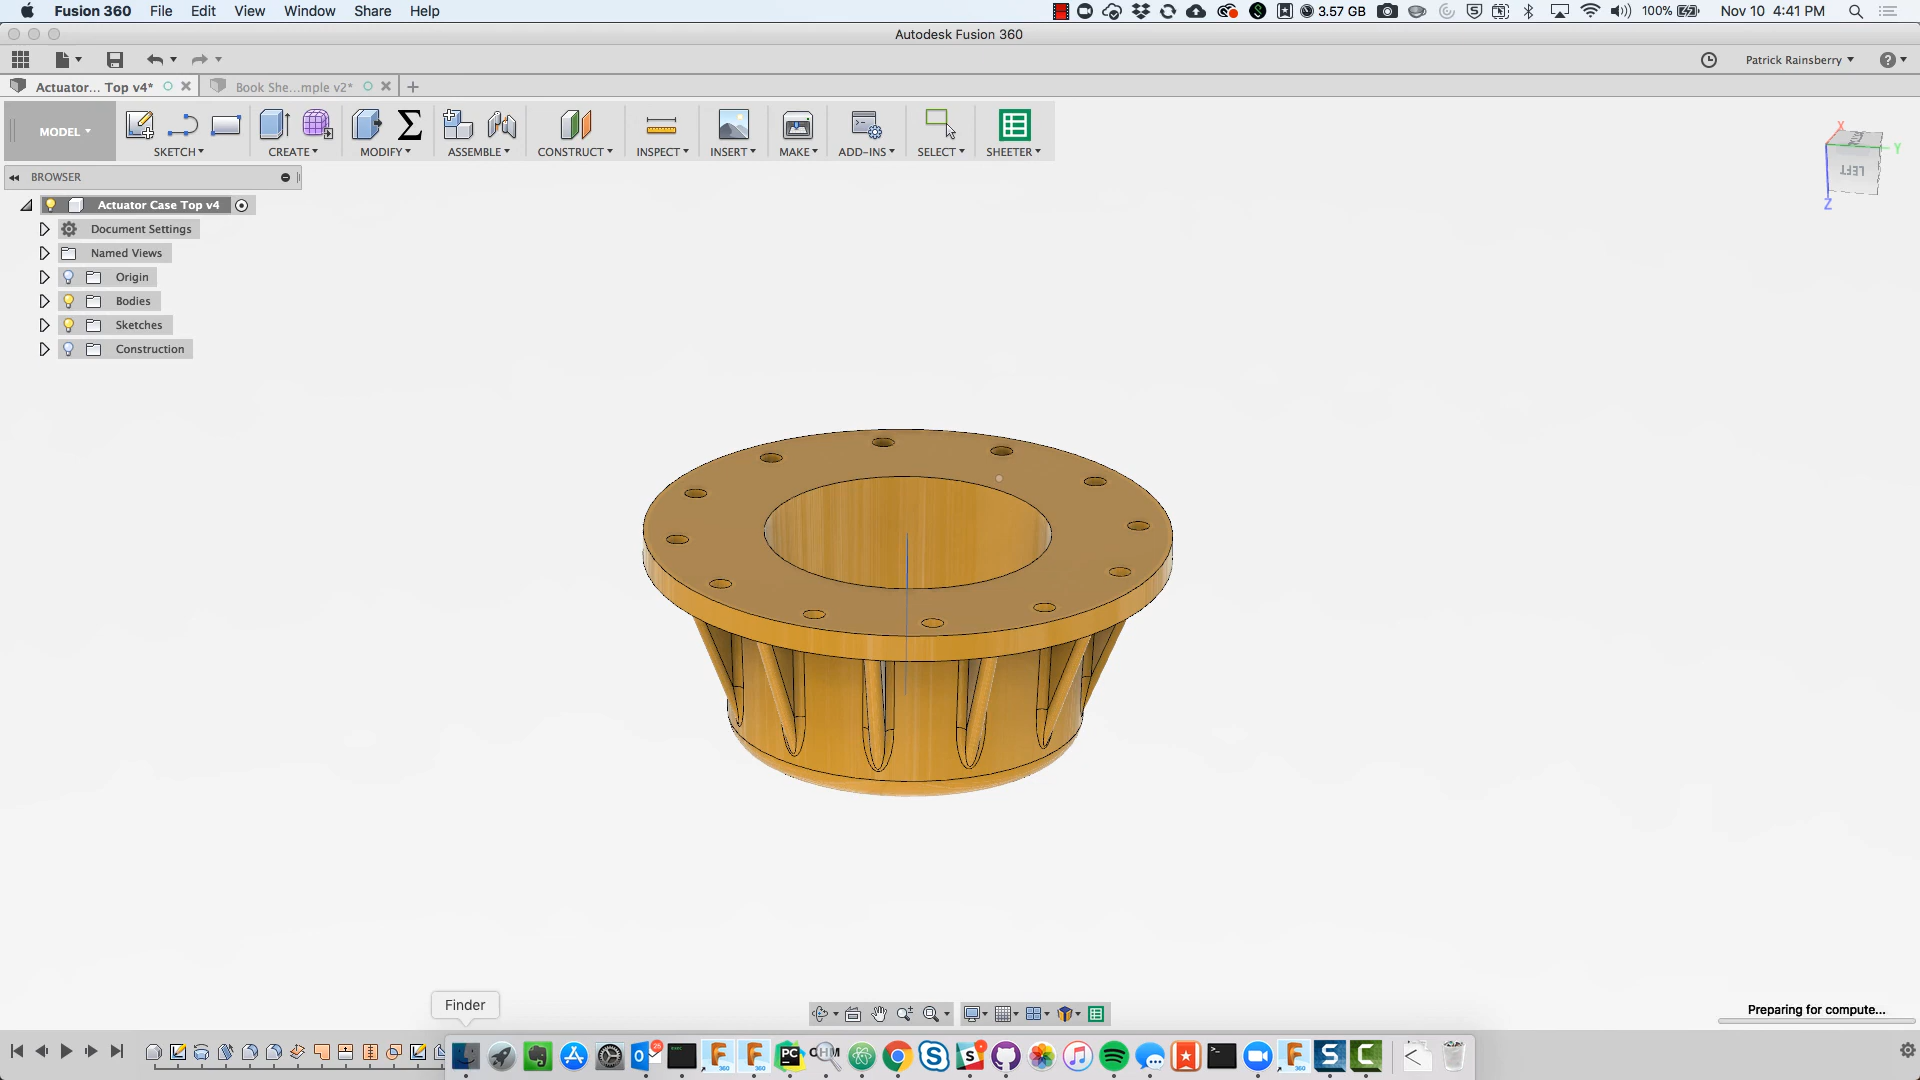 Fusion 360 File Edit View Window Share Help 3.57 GB 100% Nov 10 4:41 PM
Autodesk Fusion 360
Patrick Rainsberry
Actuator... Top v4* Book She...mple v2*
MODEL SKETCH CREATE MODIFY ASSEMBLE CONSTRUCT INSPECT INSERT MAKE ADD-INS SELECT SHEETER
BROWSER
Actuator Case Top v4
Document Settings
Named Views
Origin
Bodies
Sketches
Construction
X
Y
LEFT
Z
Finder
Preparing for compute...